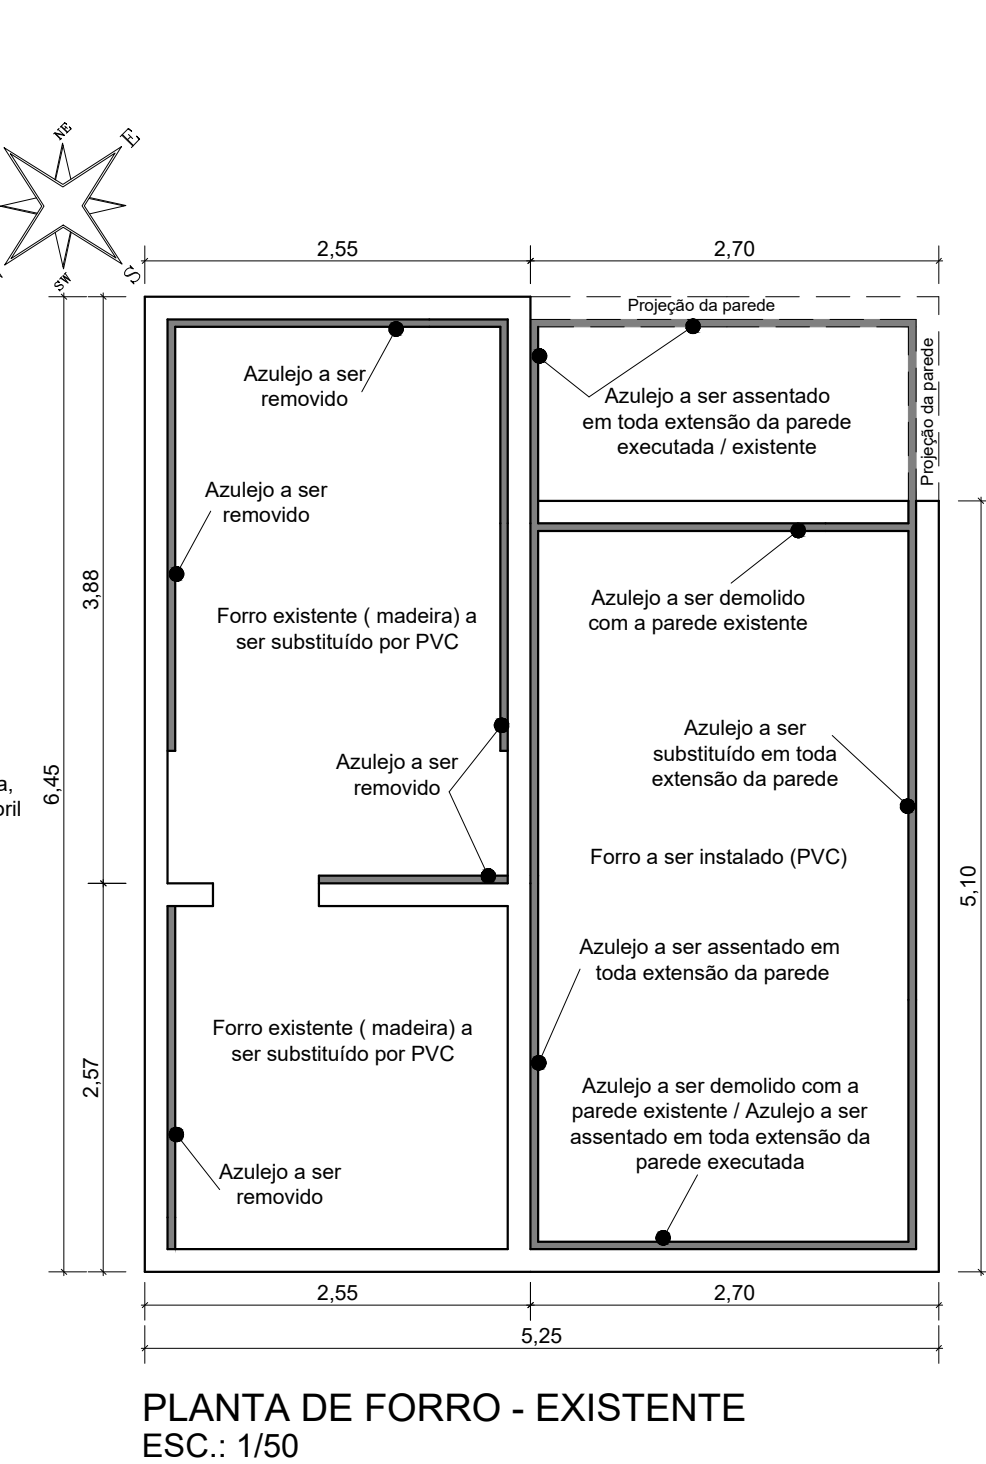 NE
E
S
SW
2,55
2,70
Projeção da parede
Projeção da parede
Azulejo a ser
removido
Azulejo a ser assentado
em toda extensão da parede
executada / existente
Azulejo a ser
removido
3,88
Forro existente ( madeira) a
ser substituído por PVC
Azulejo a ser demolido
com a parede existente
Azulejo a ser
substituído em toda
extensão da parede
Azulejo a ser
removido
6,45
a,
oril
Forro a ser instalado (PVC)
5,10
Azulejo a ser assentado em
toda extensão da parede
Forro existente ( madeira) a
ser substituído por PVC
2,57
Azulejo a ser demolido com a
parede existente / Azulejo a ser
assentado em toda extensão da
parede executada
Azulejo a ser
removido
2,55
2,70
5,25
PLANTA DE FORRO - EXISTENTE
ESC.: 1/50